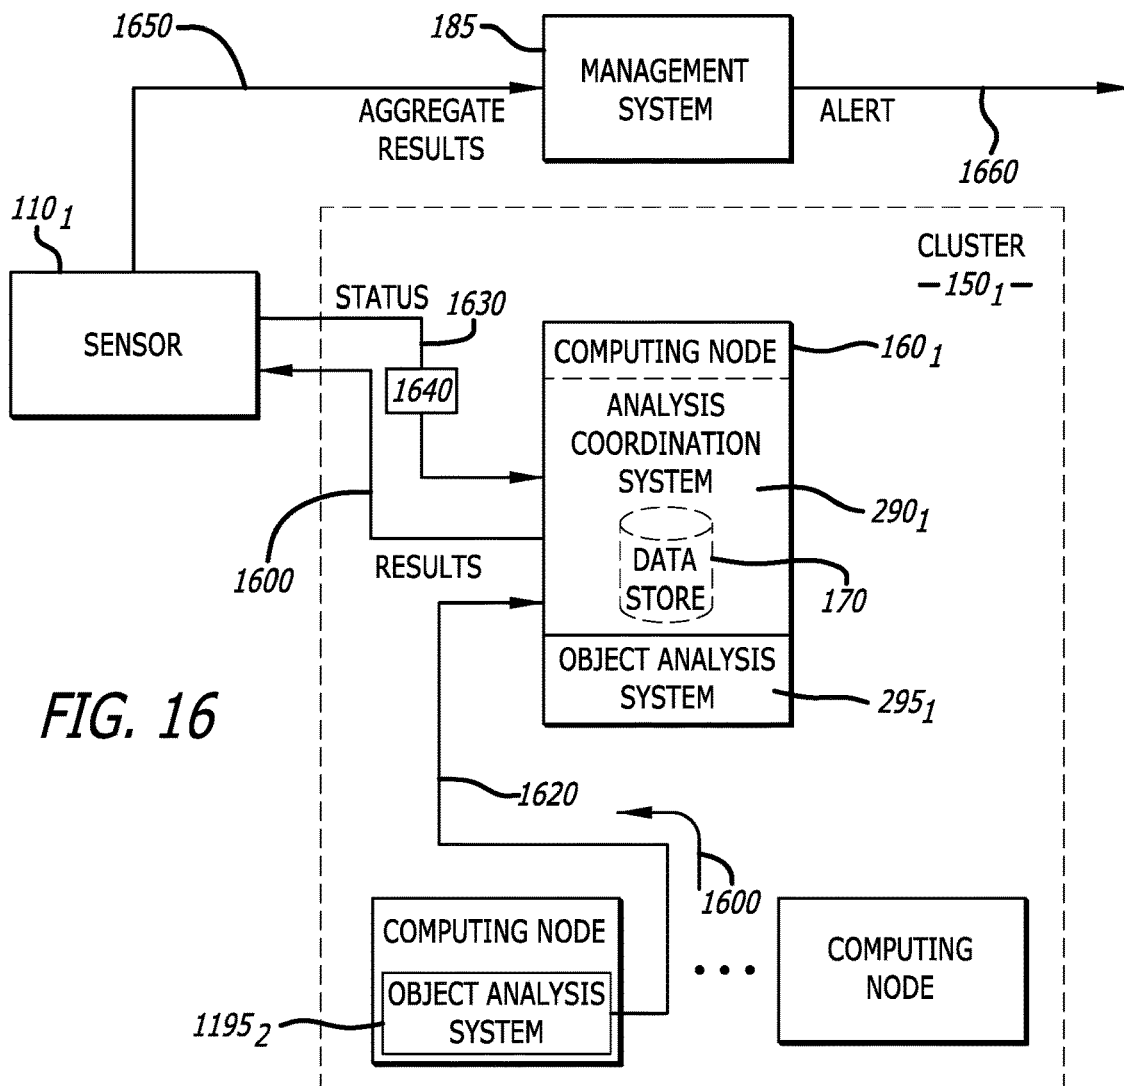 1650
185
MANAGEMENT
SYSTEM
AGGREGATE
RESULTS
ALERT
1660
110 1
SENSOR
STATUS
1630
1640
CLUSTER
150 1
COMPUTING NODE
160 1
ANALYSIS
COORDINATION
SYSTEM
290 1
DATA
STORE
170
1600
RESULTS
OBJECT ANALYSIS
SYSTEM
295 1
FIG. 16
1620
1600
COMPUTING NODE
OBJECT ANALYSIS
SYSTEM
1195 2
COMPUTING
NODE